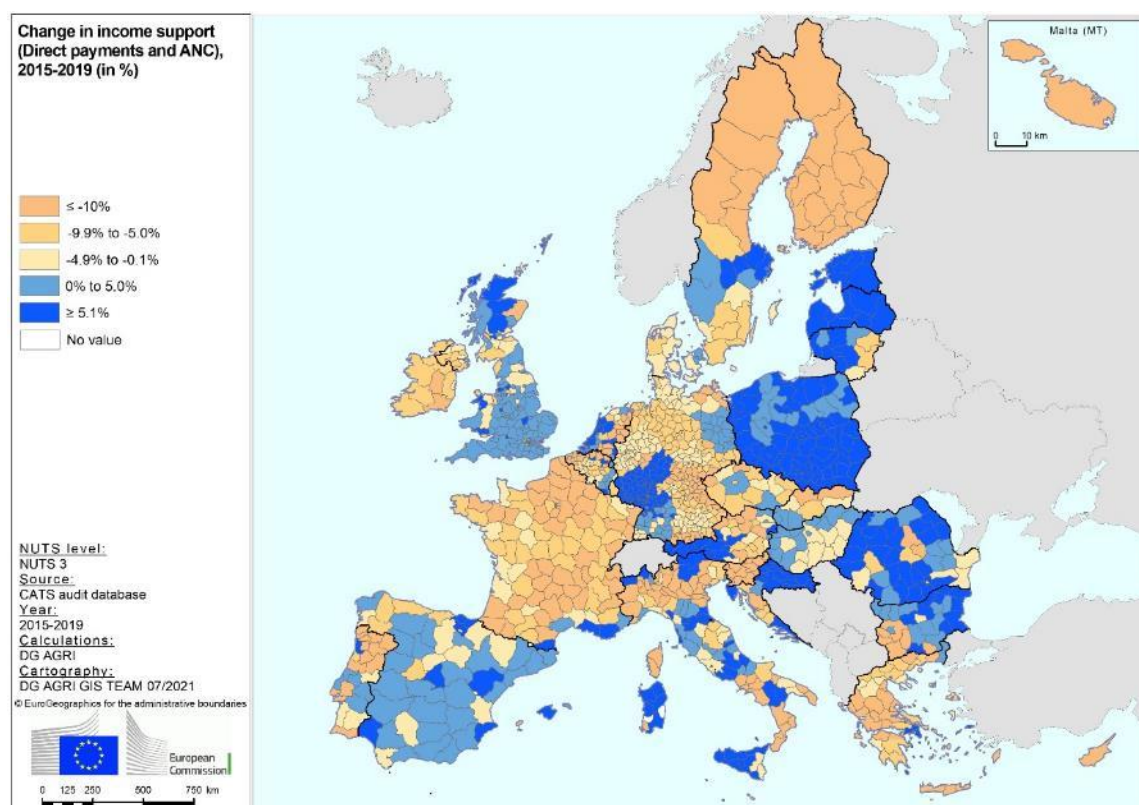 Change in income support
(Direct payments and ANC),
2015-2019 (in %)
≤ -10%
-9.9% to -5.0%
-4.9% to -0.1%
0% to 5.0%
≥ 5.1%
No value
NUTS level:
NUTS 3
Source:
CATS audit database
Year:
2015-2019
Calculations:
DG AGRI
Cartography:
DG AGRI GIS TEAM 07/2021
© EuroGeographics for the administrative boundaries
European
Commission
0 125 250 500 750 km
Malta (MT)
0 10 km